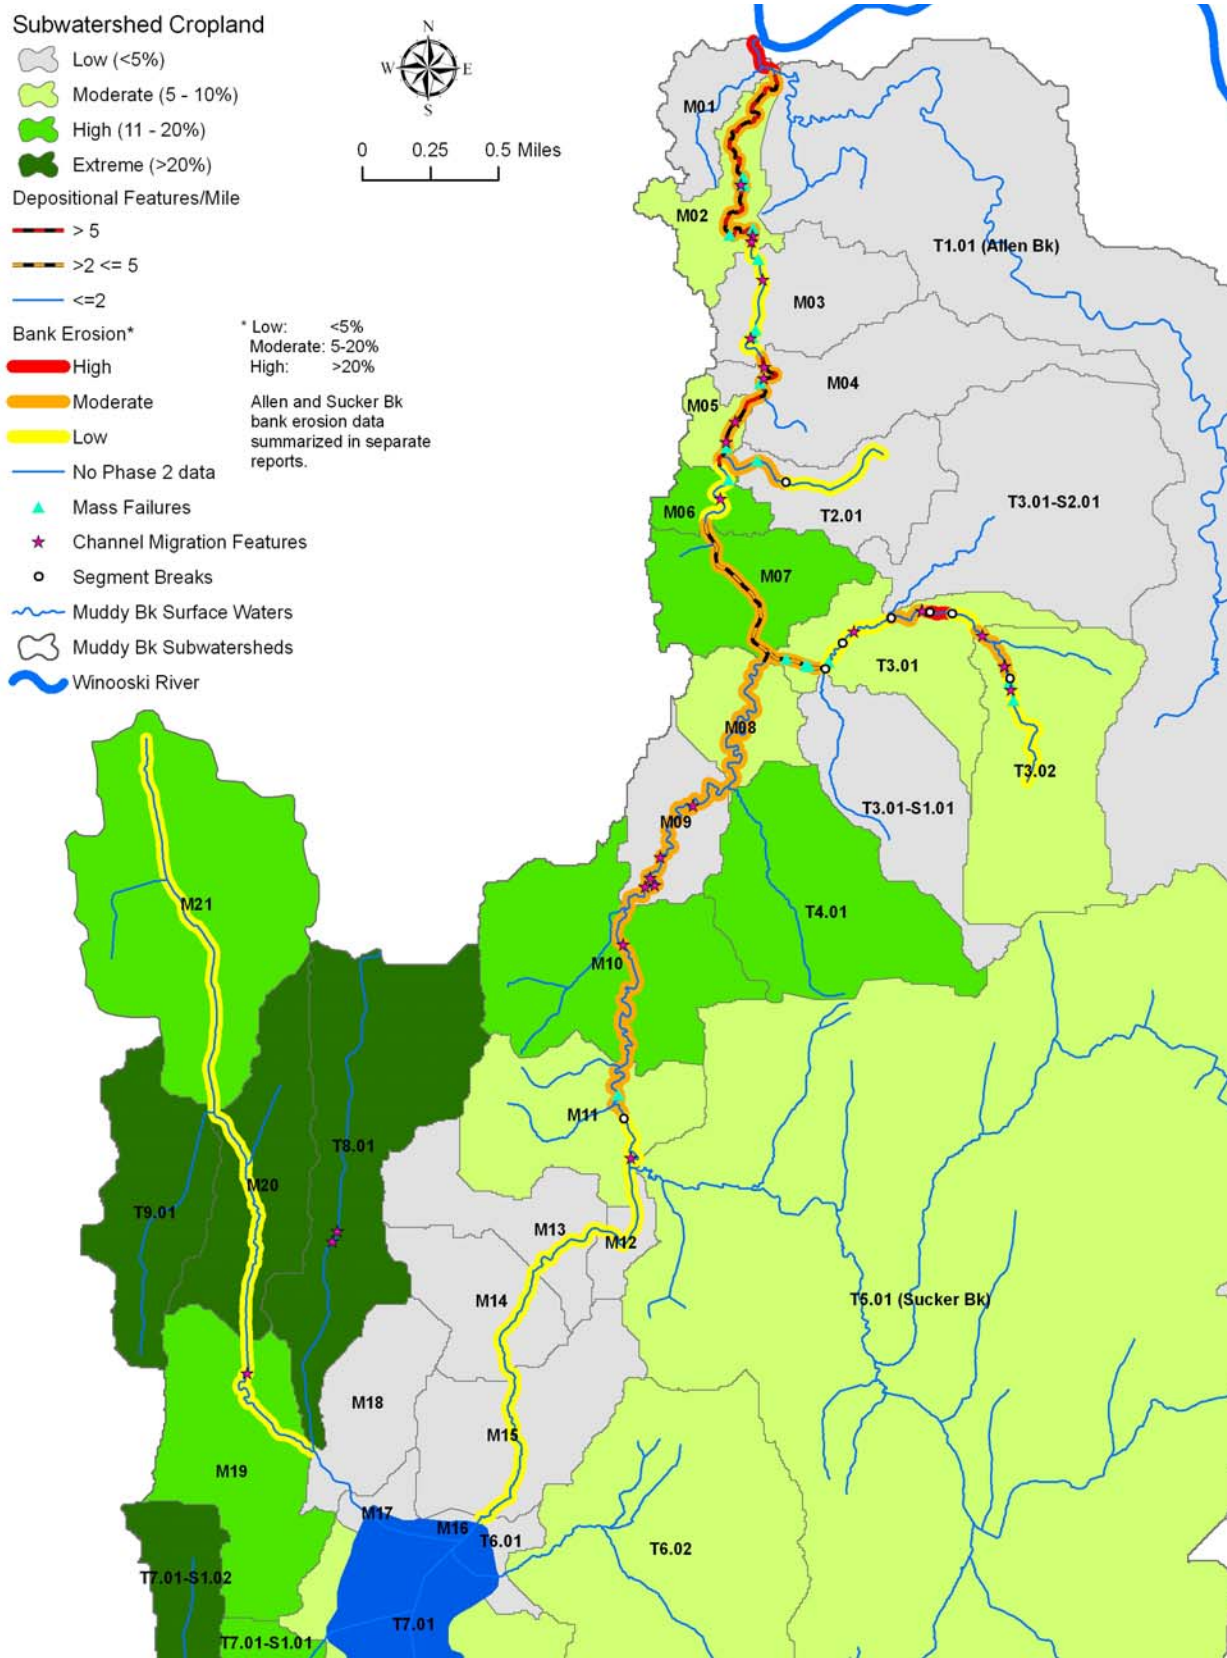 Subwatershed Cropland
Low (<5%)
Moderate (5 - 10%)
High (11 - 20%)
Extreme (>20%)
Depositional Features/Mile
> 5
>2 <= 5
<=2
Bank Erosion*
High
Moderate
Low
No Phase 2 data
Mass Failures
Channel Migration Features
Segment Breaks
Muddy Bk Surface Waters
Muddy Bk Subwatersheds
Winooski River
* Low: <5%
Moderate: 5-20%
High: >20%
Allen and Sucker Bk
bank erosion data
summarized in separate
reports.
N
W E
S
0 0.25 0.5 Miles
M01
M02
T1.01 (Allen Bk)
M03
M04
M05
T3.01-S2.01
M06
T2.01
M07
T3.01
M08
T3.02
T3.01-S1.01
M09
M21
T4.01
M10
M11
T8.01
M20
T9.01
M13
M12
M14
T5.01 (Sucker Bk)
M18
M15
M19
M17
M16
T6.01
T6.02
T7.01-S1.02
T7.01
T7.01-S1.01